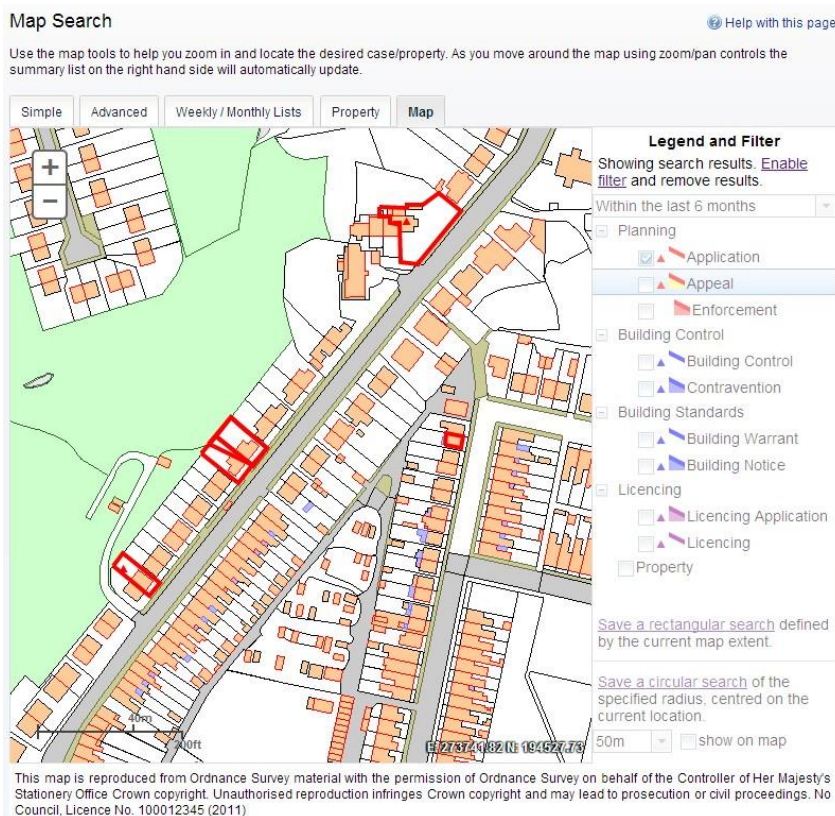 Map Search
Help with this page
Use the map tools to help you zoom in and locate the desired case/property. As you move around the map using zoom/pan controls the
summary list on the right hand side will automatically update.
Simple
Advanced
Weekly / Monthly Lists
Property
Map
+
−
40m
200ft
E: 273741.82 N: 194527.73
Legend and Filter
Showing search results. Enable
filter and remove results.
Within the last 6 months
Planning
Application
Appeal
Enforcement
Building Control
Building Control
Contravention
Building Standards
Building Warrant
Building Notice
Licencing
Licencing Application
Licencing
Property
Save a rectangular search defined
by the current map extent.
Save a circular search of the
specified radius, centred on the
current location.
50m
show on map
This map is reproduced from Ordnance Survey material with the permission of Ordnance Survey on behalf of the Controller of Her Majesty's
Stationery Office Crown copyright. Unauthorised reproduction infringes Crown copyright and may lead to prosecution or civil proceedings. No
Council, Licence No. 100012345 (2011)